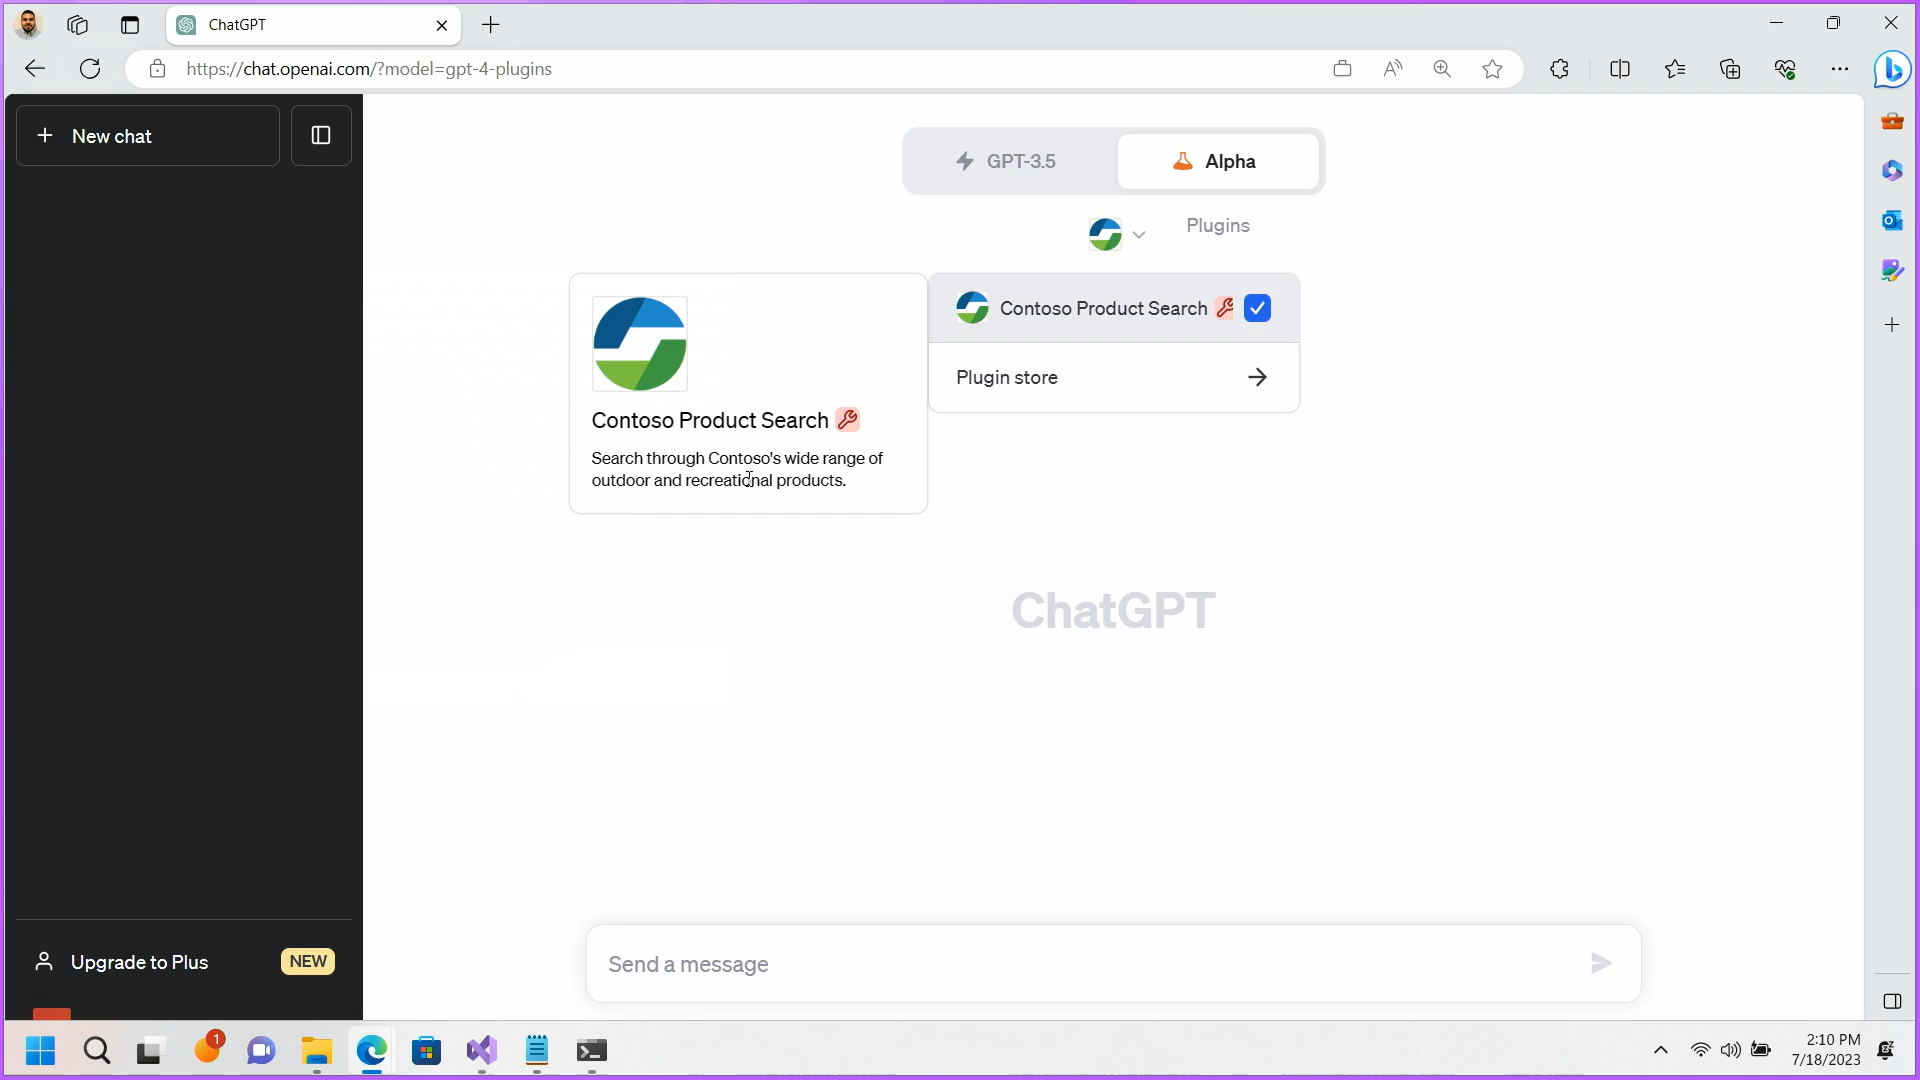 ChatGPT
https://chat.openai.com/?model=gpt-4-plugins
New chat
GPT-3.5
Alpha
Plugins
Contoso Product Search
Plugin store
Contoso Product Search
Search through Contoso's wide range of
outdoor and recreational products.
ChatGPT
Upgrade to Plus
NEW
Send a message
1
2:10 PM
7/18/2023